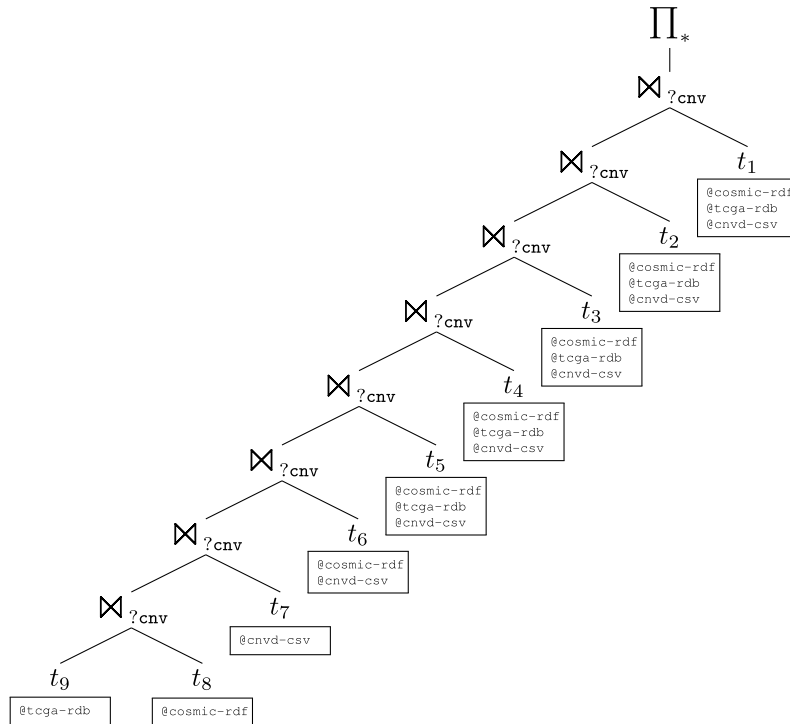 ∏*
⋈ ?cnv
⋈ ?cnv
t1
@cosmic-rdf
@tcga-rdb
@cnvd-csv
⋈ ?cnv
t2
@cosmic-rdf
@tcga-rdb
@cnvd-csv
⋈ ?cnv
t3
@cosmic-rdf
@tcga-rdb
@cnvd-csv
⋈ ?cnv
t4
@cosmic-rdf
@tcga-rdb
@cnvd-csv
⋈ ?cnv
t5
@cosmic-rdf
@tcga-rdb
@cnvd-csv
⋈ ?cnv
t6
@cosmic-rdf
@cnvd-csv
⋈ ?cnv
t7
@cnvd-csv
t9
@tcga-rdb
t8
@cosmic-rdf